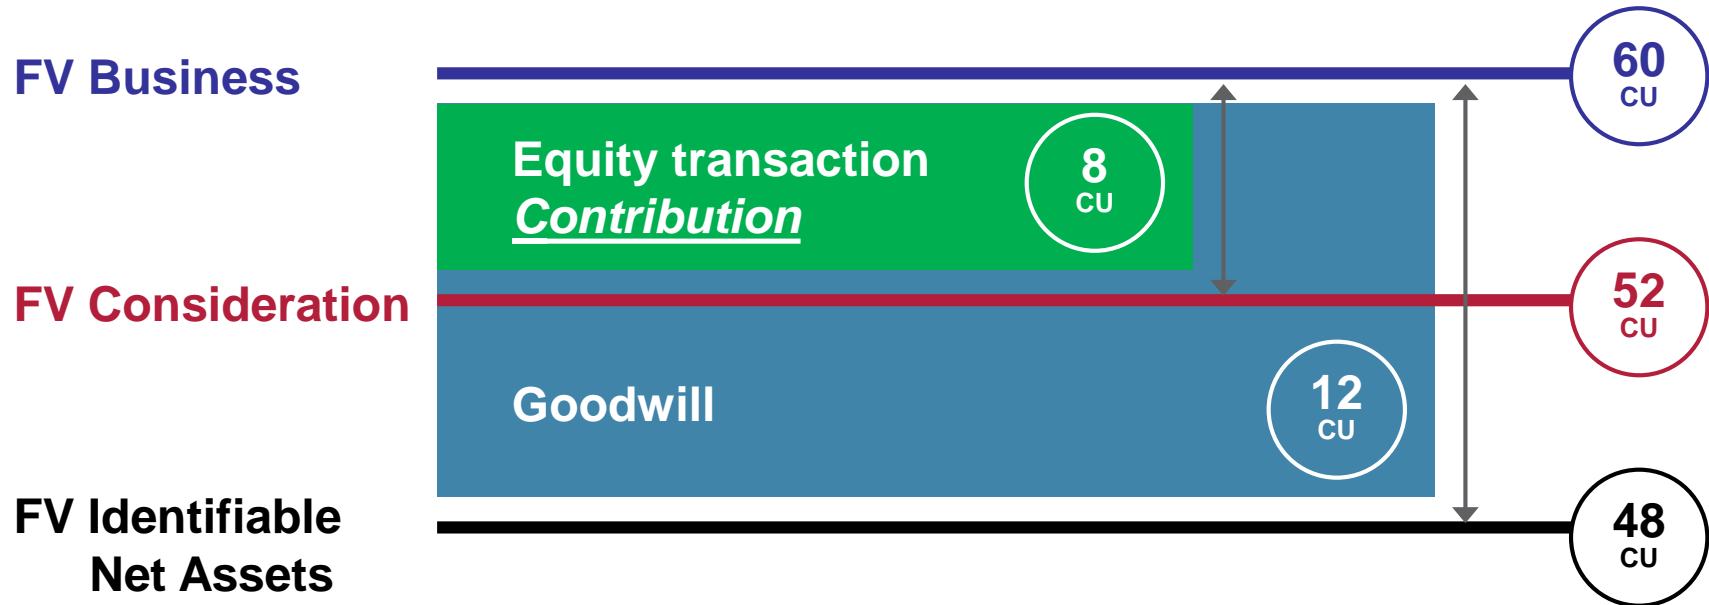 FV Business
60
CU
Equity transaction
Contribution
8
CU
FV Consideration
52
CU
Goodwill
12
CU
FV Identifiable
Net Assets
48
CU